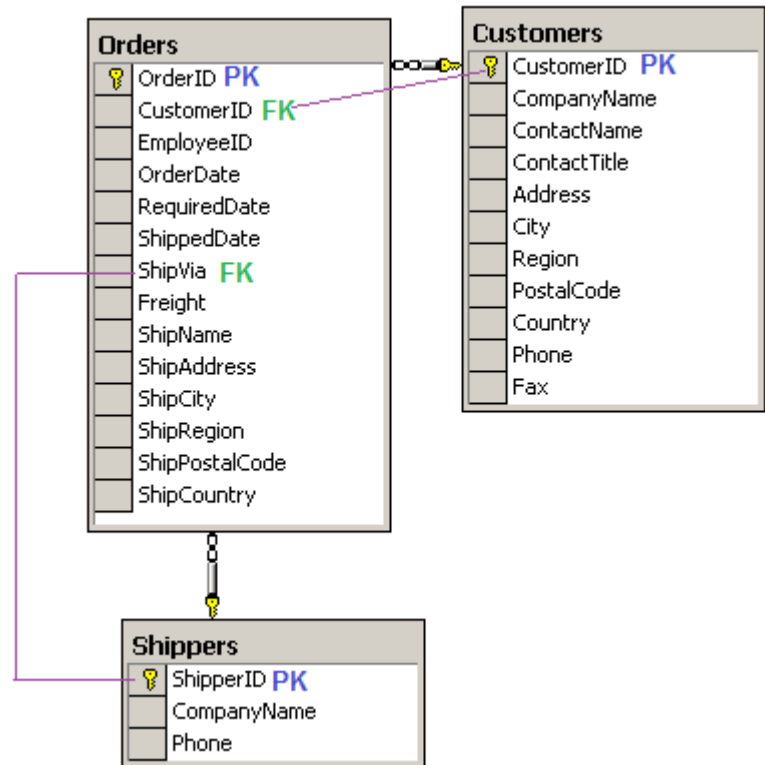 Orders
OrderID PK
CustomerID FK
EmployeeID
OrderDate
RequiredDate
ShippedDate
ShipVia FK
Freight
ShipName
ShipAddress
ShipCity
ShipRegion
ShipPostalCode
ShipCountry
Customers
CustomerID PK
CompanyName
ContactName
ContactTitle
Address
City
Region
PostalCode
Country
Phone
Fax
Shippers
ShipperID PK
CompanyName
Phone